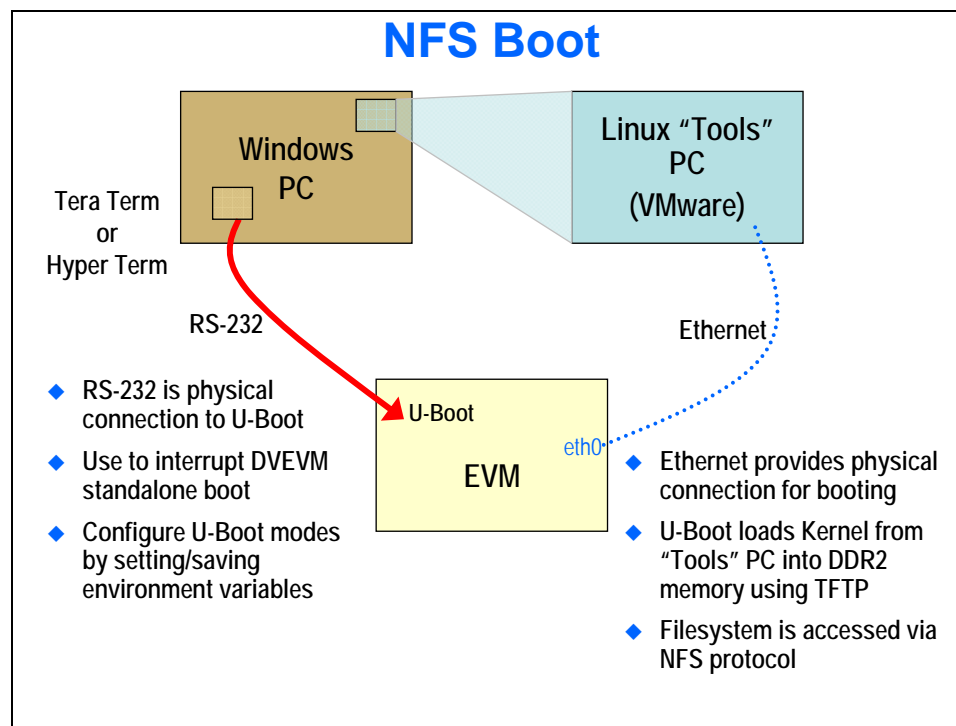 NFS Boot
Windows
PC
Linux “Tools”
PC
(VMware)
Tera Term
or
Hyper Term
RS-232
Ethernet
U-Boot
eth0
EVM
◆ RS-232 is physical
connection to U-Boot
◆ Use to interrupt DVEVM
standalone boot
◆ Configure U-Boot modes
by setting/saving
environment variables
◆ Ethernet provides physical
connection for booting
◆ U-Boot loads Kernel from
“Tools” PC into DDR2
memory using TFTP
◆ Filesystem is accessed via
NFS protocol